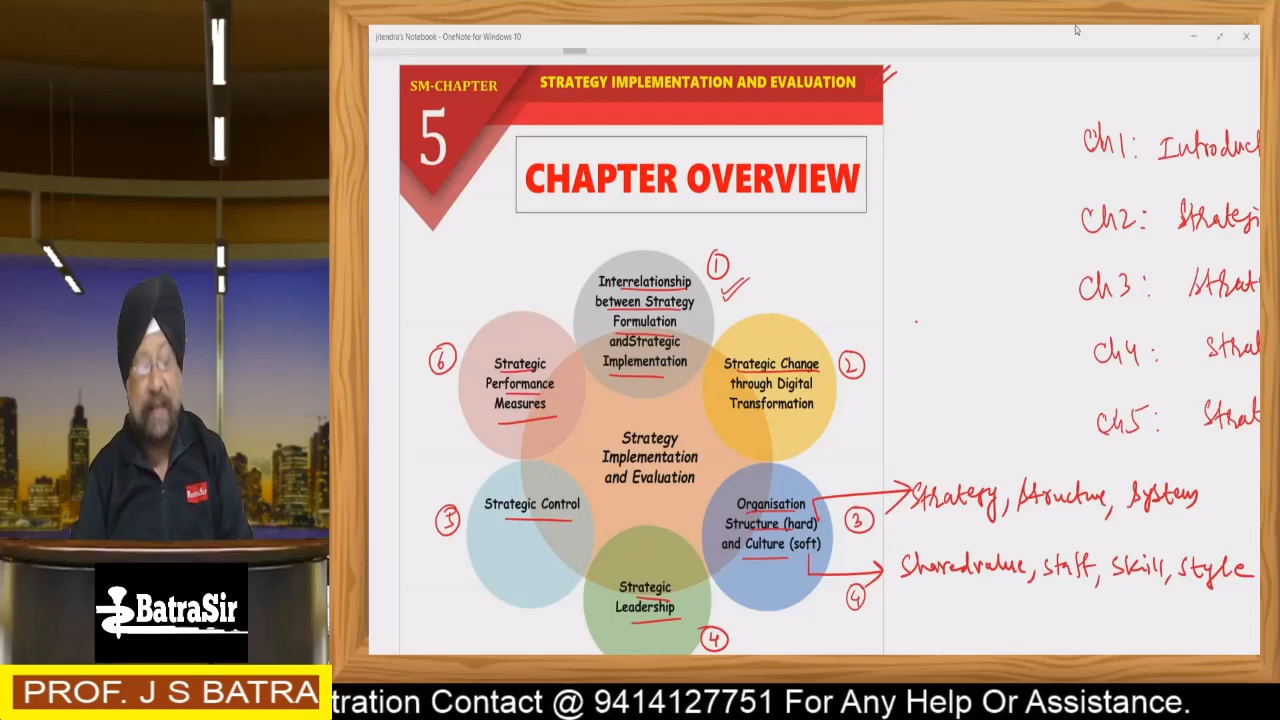 jitendra's Notebook - OneNote for Windows 10
SM-CHAPTER
5
STRATEGY IMPLEMENTATION AND EVALUATION
CHAPTER OVERVIEW
Interrelationship
between Strategy
Formulation
andStrategic
Implementation
1
Strategic Change
through Digital
Transformation
2
Organisation
Structure (hard)
and Culture (soft)
3
Strategy, Structure, System
Sharedvalue, staff, skill, style
4
Strategic
Leadership
4
Strategic Control
5
Strategic
Performance
Measures
6
Strategy
Implementation
and Evaluation
Ch1: Introduct
Ch2: Strategi
Ch3: Strat
Ch4: Strat
Ch5: Strat
BatraSir
BatraSir
PROF. J S BATRA
tration Contact @ 9414127751 For Any Help Or Assistance.